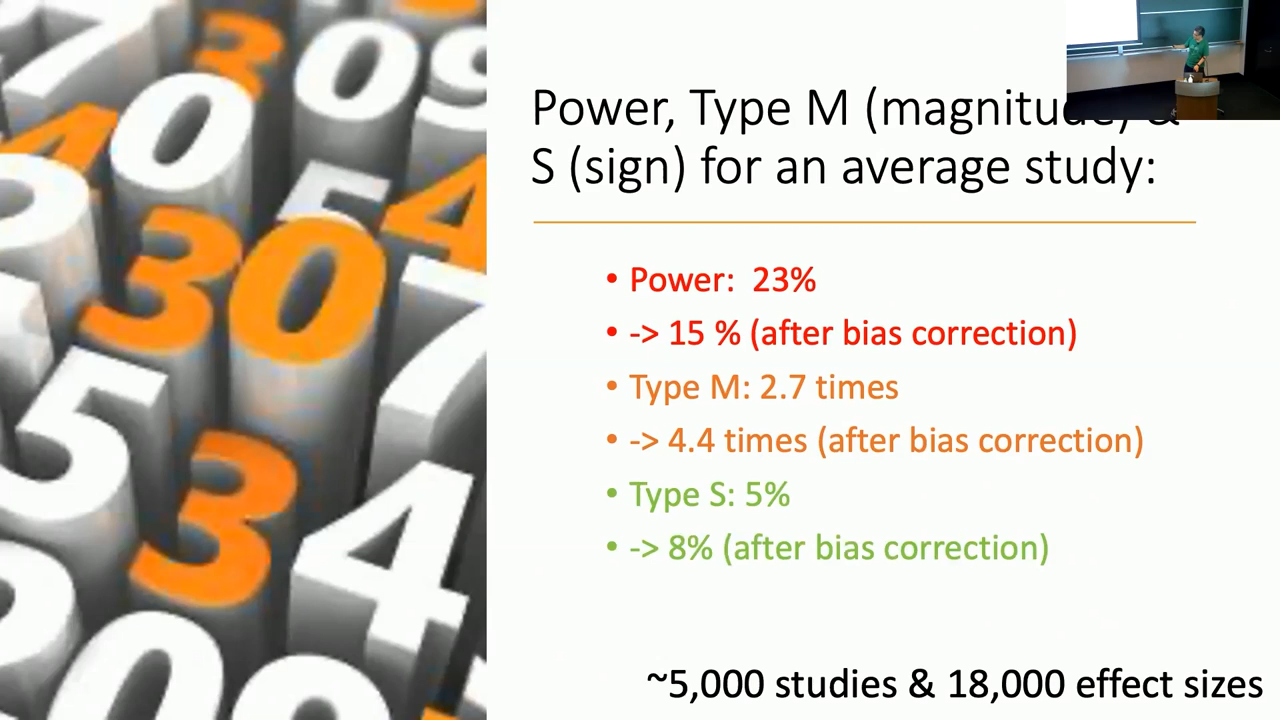 Power, Type M (magnitude) &
S (sign) for an average study:
• Power: 23%
• -> 15 % (after bias correction)
• Type M: 2.7 times
• -> 4.4 times (after bias correction)
• Type S: 5%
• -> 8% (after bias correction)
~5,000 studies & 18,000 effect sizes